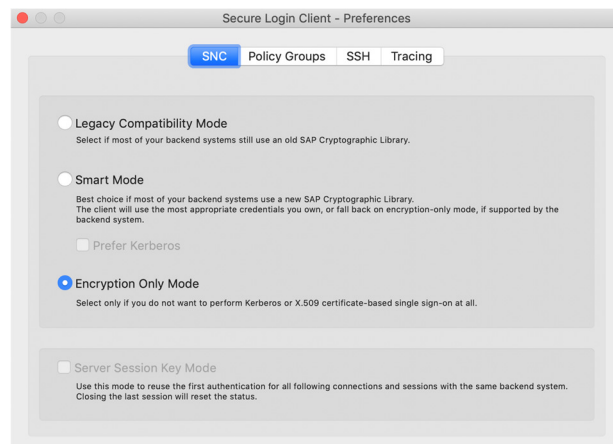 Secure Login Client - Preferences
SNC Policy Groups SSH Tracing
Legacy Compatibility Mode
Select if most of your backend systems still use an old SAP Cryptographic Library.
Smart Mode
Best choice if most of your backend systems use a new SAP Cryptographic Library.
The client will use the most appropriate credentials you own, or fall back on encryption-only mode, if supported by the
backend system.
Prefer Kerberos
Encryption Only Mode
Select only if you do not want to perform Kerberos or X.509 certificate-based single sign-on at all.
Server Session Key Mode
Use this mode to reuse the first authentication for all following connections and sessions with the same backend system.
Closing the last session will reset the status.